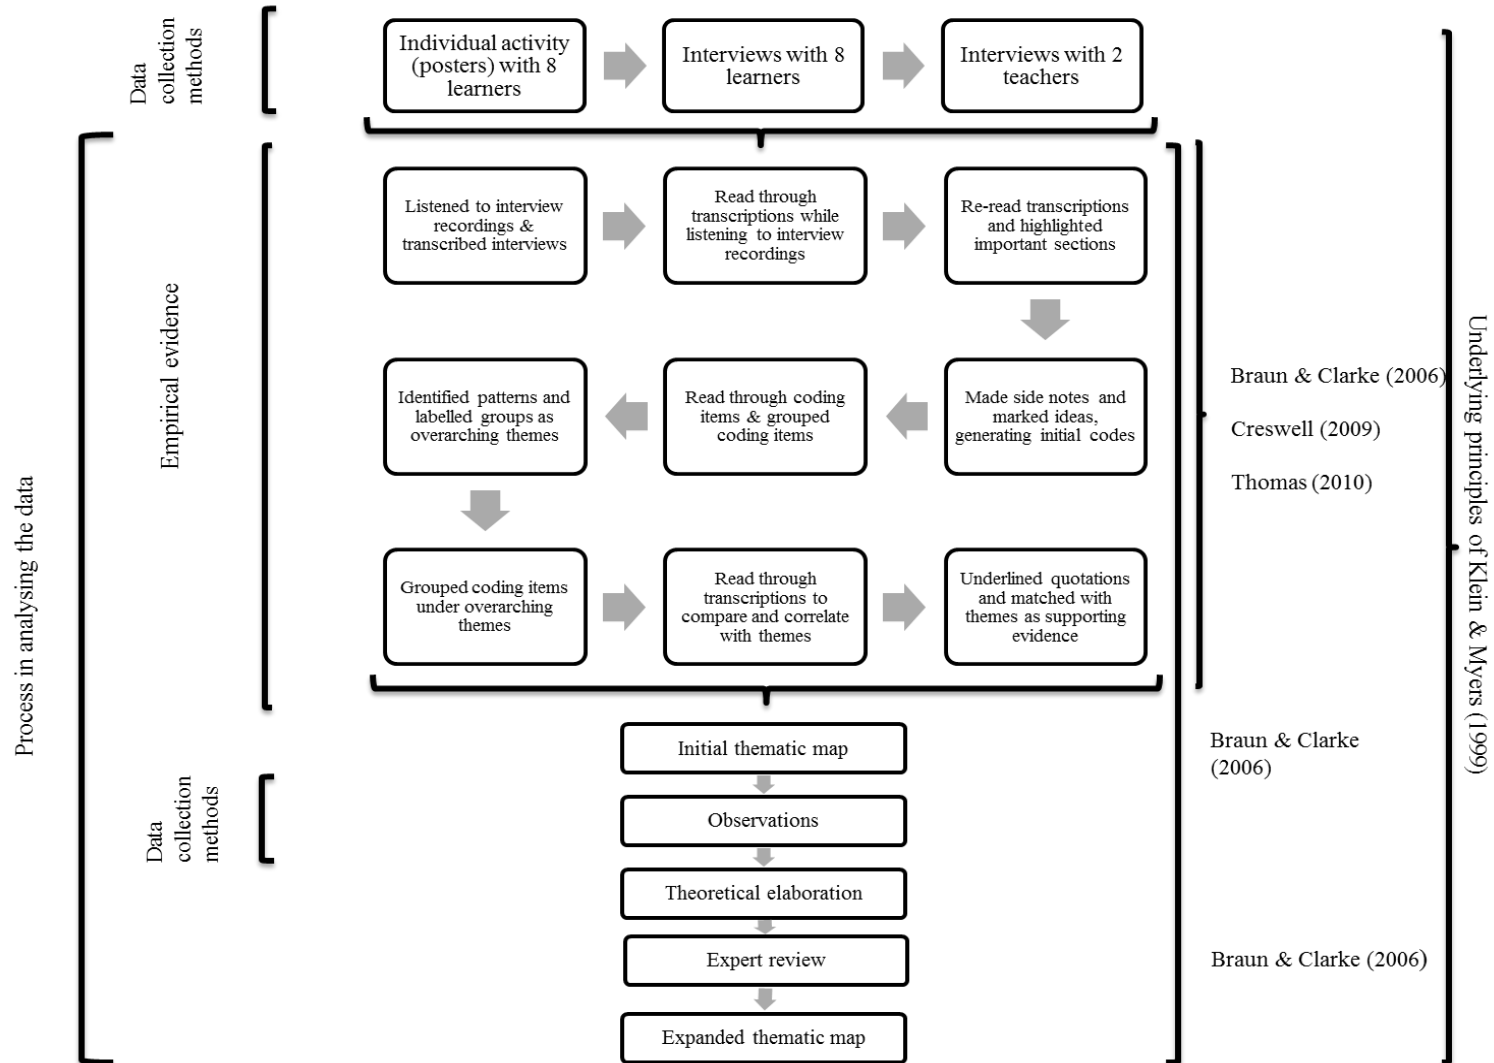 Data
collection
methods
Individual activity
(posters) with 8
learners
Interviews with 8
learners
Interviews with 2
teachers
Process in analysing the data
Empirical evidence
Listened to interview
recordings &
transcribed interviews
Read through
transcriptions while
listening to interview
recordings
Re-read transcriptions
and highlighted
important sections
Identified patterns and
labelled groups as
overarching themes
Read through coding
items & grouped
coding items
Made side notes and
marked ideas,
generating initial codes
Grouped coding items
under overarching
themes
Read through
transcriptions to
compare and correlate
with themes
Underlined quotations
and matched with
themes as supporting
evidence
Braun & Clarke (2006)
Creswell (2009)
Thomas (2010)
Underlying principles of Klein & Myers (1999)
Initial thematic map
Braun & Clarke
(2006)
Data
collection
methods
Observations
Theoretical elaboration
Expert review
Braun & Clarke (2006)
Expanded thematic map